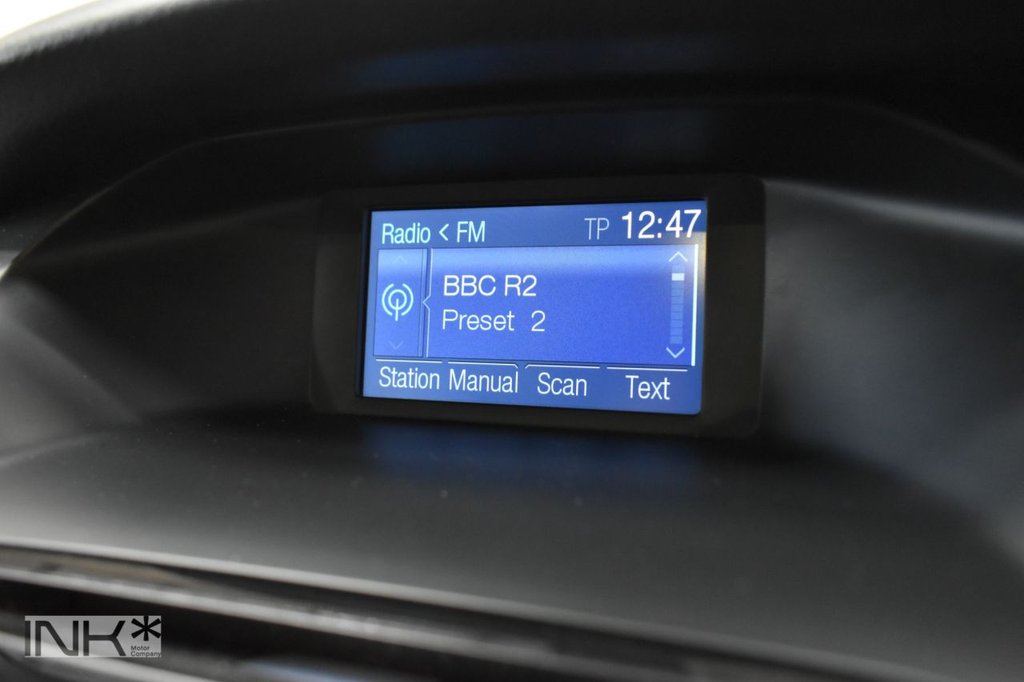 Radio < FM TP 12:47
BBC R2
Preset 2
Station Manual Scan Text
INK*
Motor
Company